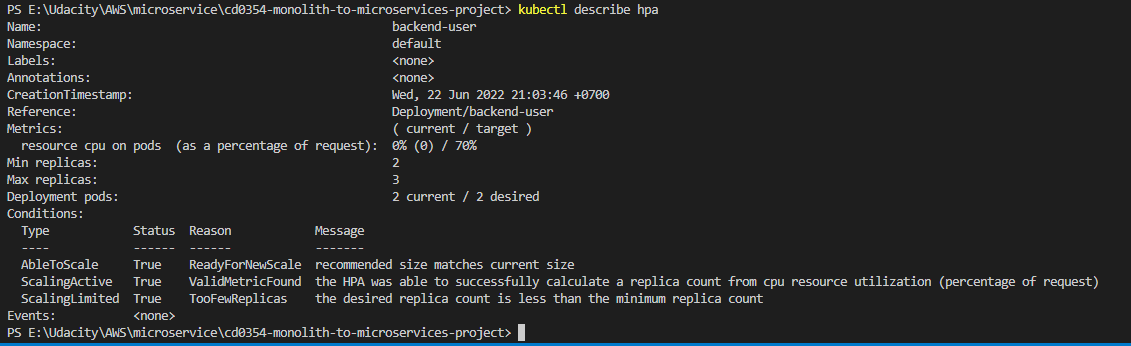 PS E:\Udacity\AWS\microservice\cd0354-monolith-to-microservices-project> kubectl describe hpa
Name: backend-user
Namespace: default
Labels: <none>
Annotations: <none>
CreationTimestamp: Wed, 22 Jun 2022 21:03:46 +0700
Reference: Deployment/backend-user
Metrics: ( current / target )
  resource cpu on pods  (as a percentage of request): 0% (0) / 70%
Min replicas: 2
Max replicas: 3
Deployment pods: 2 current / 2 desired
Conditions:
  Type            Status  Reason            Message
  ----            ------  ------            -------
  AbleToScale     True    ReadyForNewScale  recommended size matches current size
  ScalingActive   True    ValidMetricFound  the HPA was able to successfully calculate a replica count from cpu resource utilization (percentage of request)
  ScalingLimited  True    TooFewReplicas    the desired replica count is less than the minimum replica count
Events:           <none>
PS E:\Udacity\AWS\microservice\cd0354-monolith-to-microservices-project>